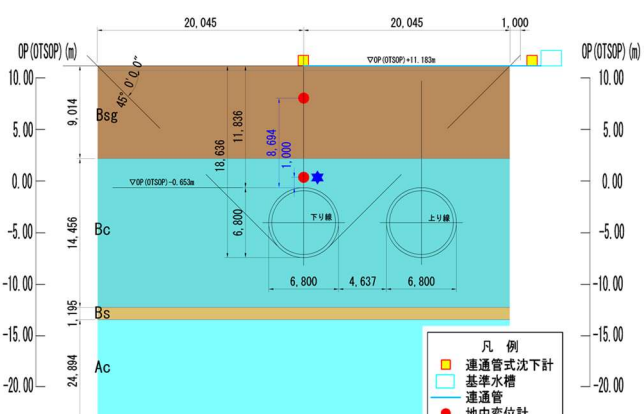 20,045 20,045 1,000
OP(OTSOP)(m) OP(OTSOP)(m)
▽OP(OTSOP)+11.183m
10.00 10.00
45°0′0″
Bsg
9,014
11,836
8,694
1,000
18,636
5.00 5.00
0.00 0.00
▽OP(OTSOP)-0.653m
6,800
下り線 上り線
Bc
14,456
-5.00 -5.00
6,800 4,637 6,800
-10.00 -10.00
Bs
1,195
-15.00 -15.00
Ac
24,894
-20.00 -20.00
凡 例
連通管式沈下計
基準水槽
連通管
地中変位計